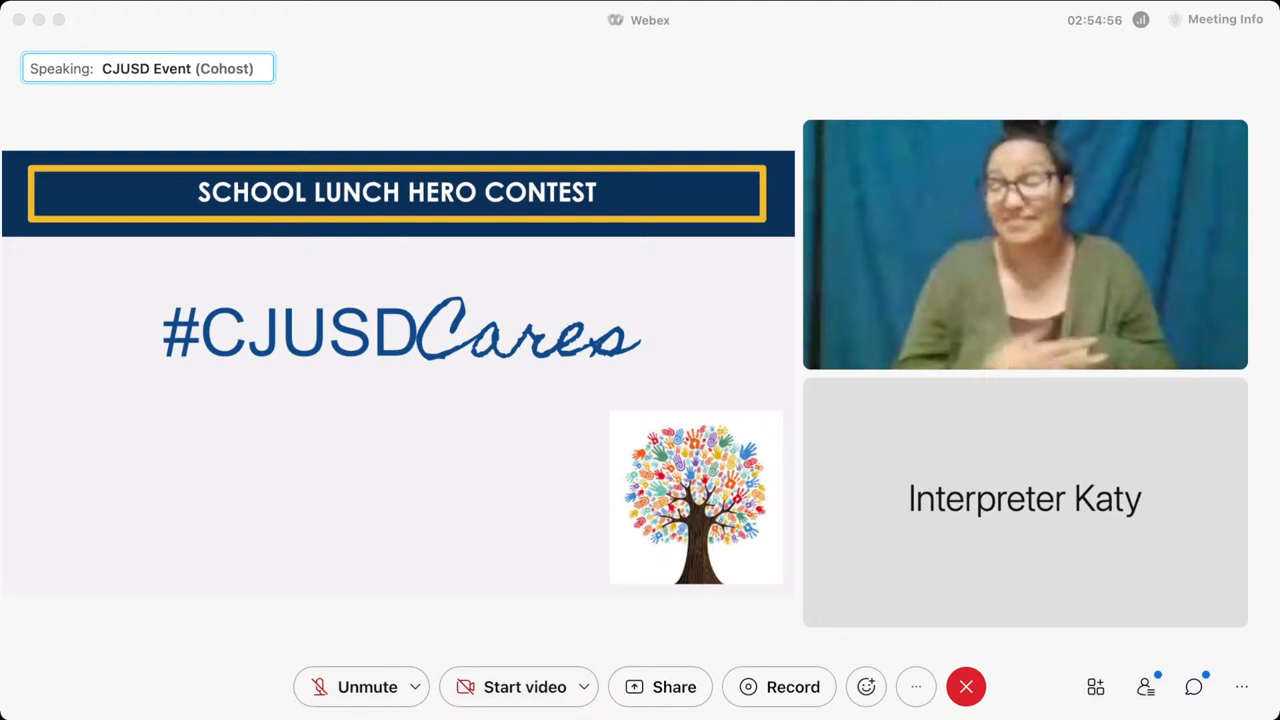 Webex
02:54:56
Meeting Info
Speaking: CJUSD Event (Cohost)
SCHOOL LUNCH HERO CONTEST
#CJUSDCares
Interpreter Katy
Unmute
Start video
Share
Record